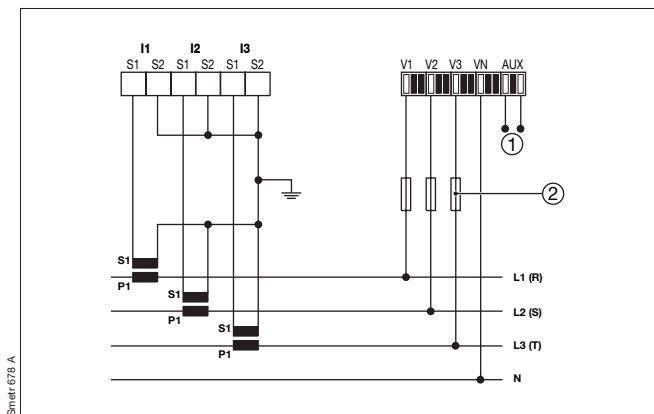 I1 I2 I3
S1 S2 S1 S2 S1 S2
V1 V2 V3 VN AUX
1
2
S1
P1
L1 (R)
S1
P1
L2 (S)
S1
P1
L3 (T)
N
Smetr 678 A